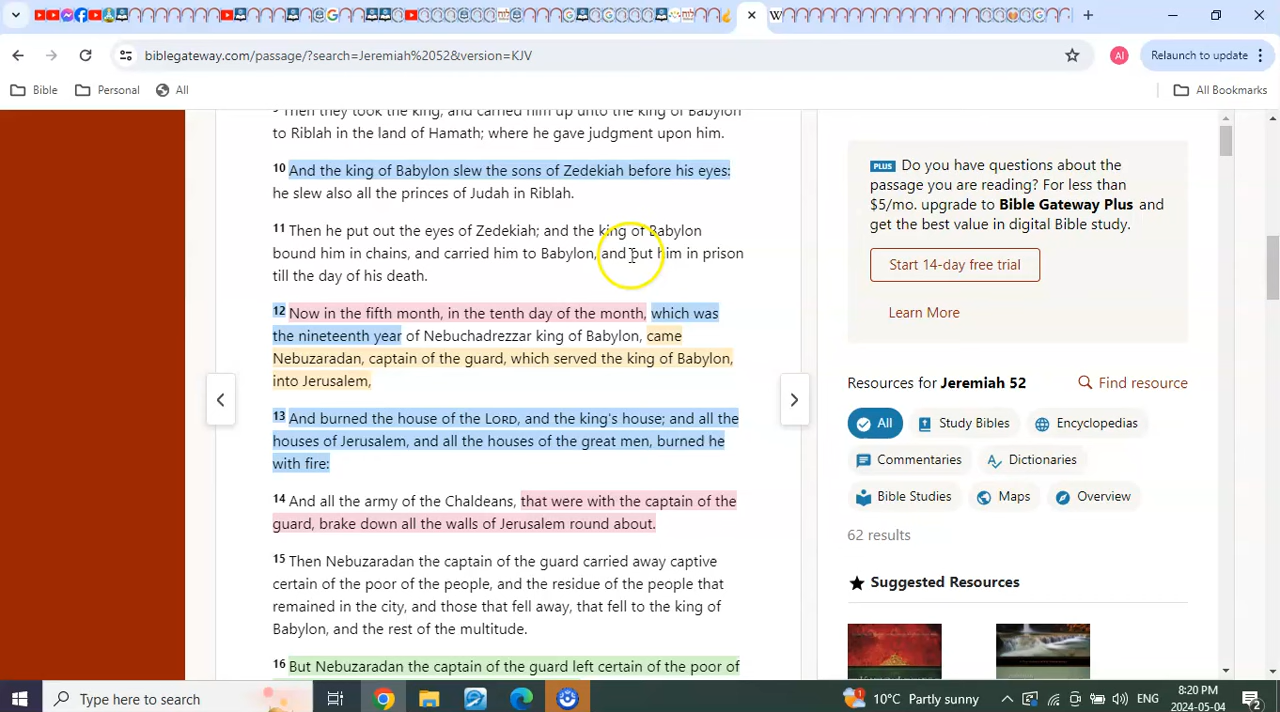 biblegateway.com/passage/?search=Jeremiah%2052&version=KJV
AI
Relaunch to update
Bible
Personal
All
All Bookmarks
Then they took the king, and carried him up unto the king of Babylon
to Riblah in the land of Hamath; where he gave judgment upon him.
10 And the king of Babylon slew the sons of Zedekiah before his eyes:
he slew also all the princes of Judah in Riblah.
11 Then he put out the eyes of Zedekiah; and the king of Babylon
bound him in chains, and carried him to Babylon, and put him in prison
till the day of his death.
12 Now in the fifth month, in the tenth day of the month, which was
the nineteenth year of Nebuchadrezzar king of Babylon, came
Nebuzaradan, captain of the guard, which served the king of Babylon,
into Jerusalem,
13 And burned the house of the LORD, and the king's house; and all the
houses of Jerusalem, and all the houses of the great men, burned he
with fire:
14 And all the army of the Chaldeans, that were with the captain of the
guard, brake down all the walls of Jerusalem round about.
15 Then Nebuzaradan the captain of the guard carried away captive
certain of the poor of the people, and the residue of the people that
remained in the city, and those that fell away, that fell to the king of
Babylon, and the rest of the multitude.
16 But Nebuzaradan the captain of the guard left certain of the poor of
PLUS Do you have questions about the
passage you are reading? For less than
$5/mo. upgrade to Bible Gateway Plus and
get the best value in digital Bible study.
Start 14-day free trial
Learn More
Resources for Jeremiah 52
Find resource
All
Study Bibles
Encyclopedias
Commentaries
Dictionaries
Bible Studies
Maps
Overview
62 results
Suggested Resources
Type here to search
10°C Partly sunny
ENG
8:20 PM
2024-05-04
2